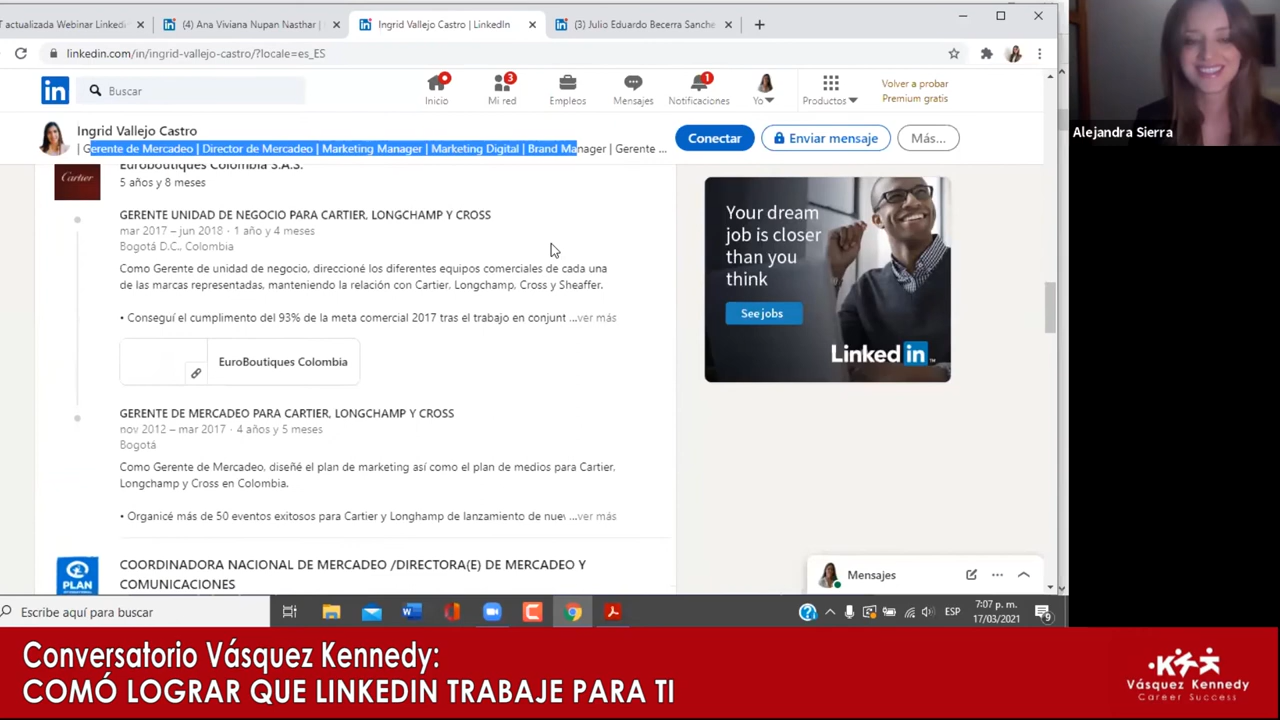 T actualizada Webinar Linkedi
(4) Ana Viviana Nupan Nasthar |
Ingrid Vallejo Castro | LinkedIn
(3) Julio Eduardo Becerra Sanche
linkedin.com/in/ingrid-vallejo-castro/?locale=es_ES
in
Buscar
3
1
Inicio
Mi red
Empleos
Mensajes
Notificaciones
Yo
Productos
Volver a probar
Premium gratis
Alejandra Sierra
Ingrid Vallejo Castro
| Gerente de Mercadeo | Director de Mercadeo | Marketing Manager | Marketing Digital | Brand Manager | Gerente ...
Conectar
Enviar mensaje
Más...
Cartier
Euroboutiques Colombia S.A.S.
5 años y 8 meses
GERENTE UNIDAD DE NEGOCIO PARA CARTIER, LONGCHAMP Y CROSS
mar 2017 – jun 2018 · 1 año y 4 meses
Bogotá D.C., Colombia
Como Gerente de unidad de negocio, direccioné los diferentes equipos comerciales de cada una
de las marcas representadas, manteniendo la relación con Cartier, Longchamp, Cross y Sheaffer.
• Conseguí el cumplimento del 93% de la meta comercial 2017 tras el trabajo en conjunt ...ver más
EuroBoutiques Colombia
GERENTE DE MERCADEO PARA CARTIER, LONGCHAMP Y CROSS
nov 2012 – mar 2017 · 4 años y 5 meses
Bogotá
Como Gerente de Mercadeo, diseñé el plan de marketing así como el plan de medios para Cartier,
Longchamp y Cross en Colombia.
• Organicé más de 50 eventos exitosos para Cartier y Longhamp de lanzamiento de nuev ...ver más
PLAN
COORDINADORA NACIONAL DE MERCADEO /DIRECTORA(E) DE MERCADEO Y
COMUNICACIONES
Your dream
job is closer
than you
think
See jobs
Linked in
Mensajes
Escribe aquí para buscar
ESP
7:07 p. m.
17/03/2021
9
Conversatorio Vásquez Kennedy:
COMÓ LOGRAR QUE LINKEDIN TRABAJE PARA TI
Vásquez Kennedy
Career Success